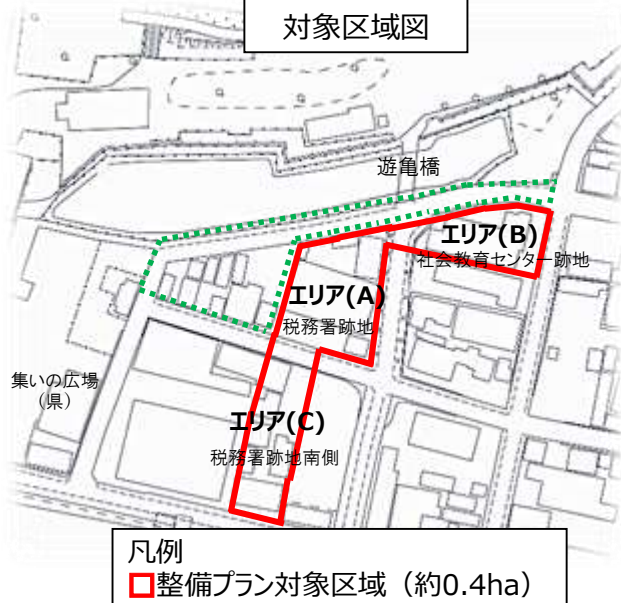 対象区域図
遊亀橋
エリア(B)
社会教育センター跡地
エリア(A)
税務署跡地
集いの広場
（県）
エリア(C)
税務署跡地南側
凡例
整備プラン対象区域（約0.4ha）